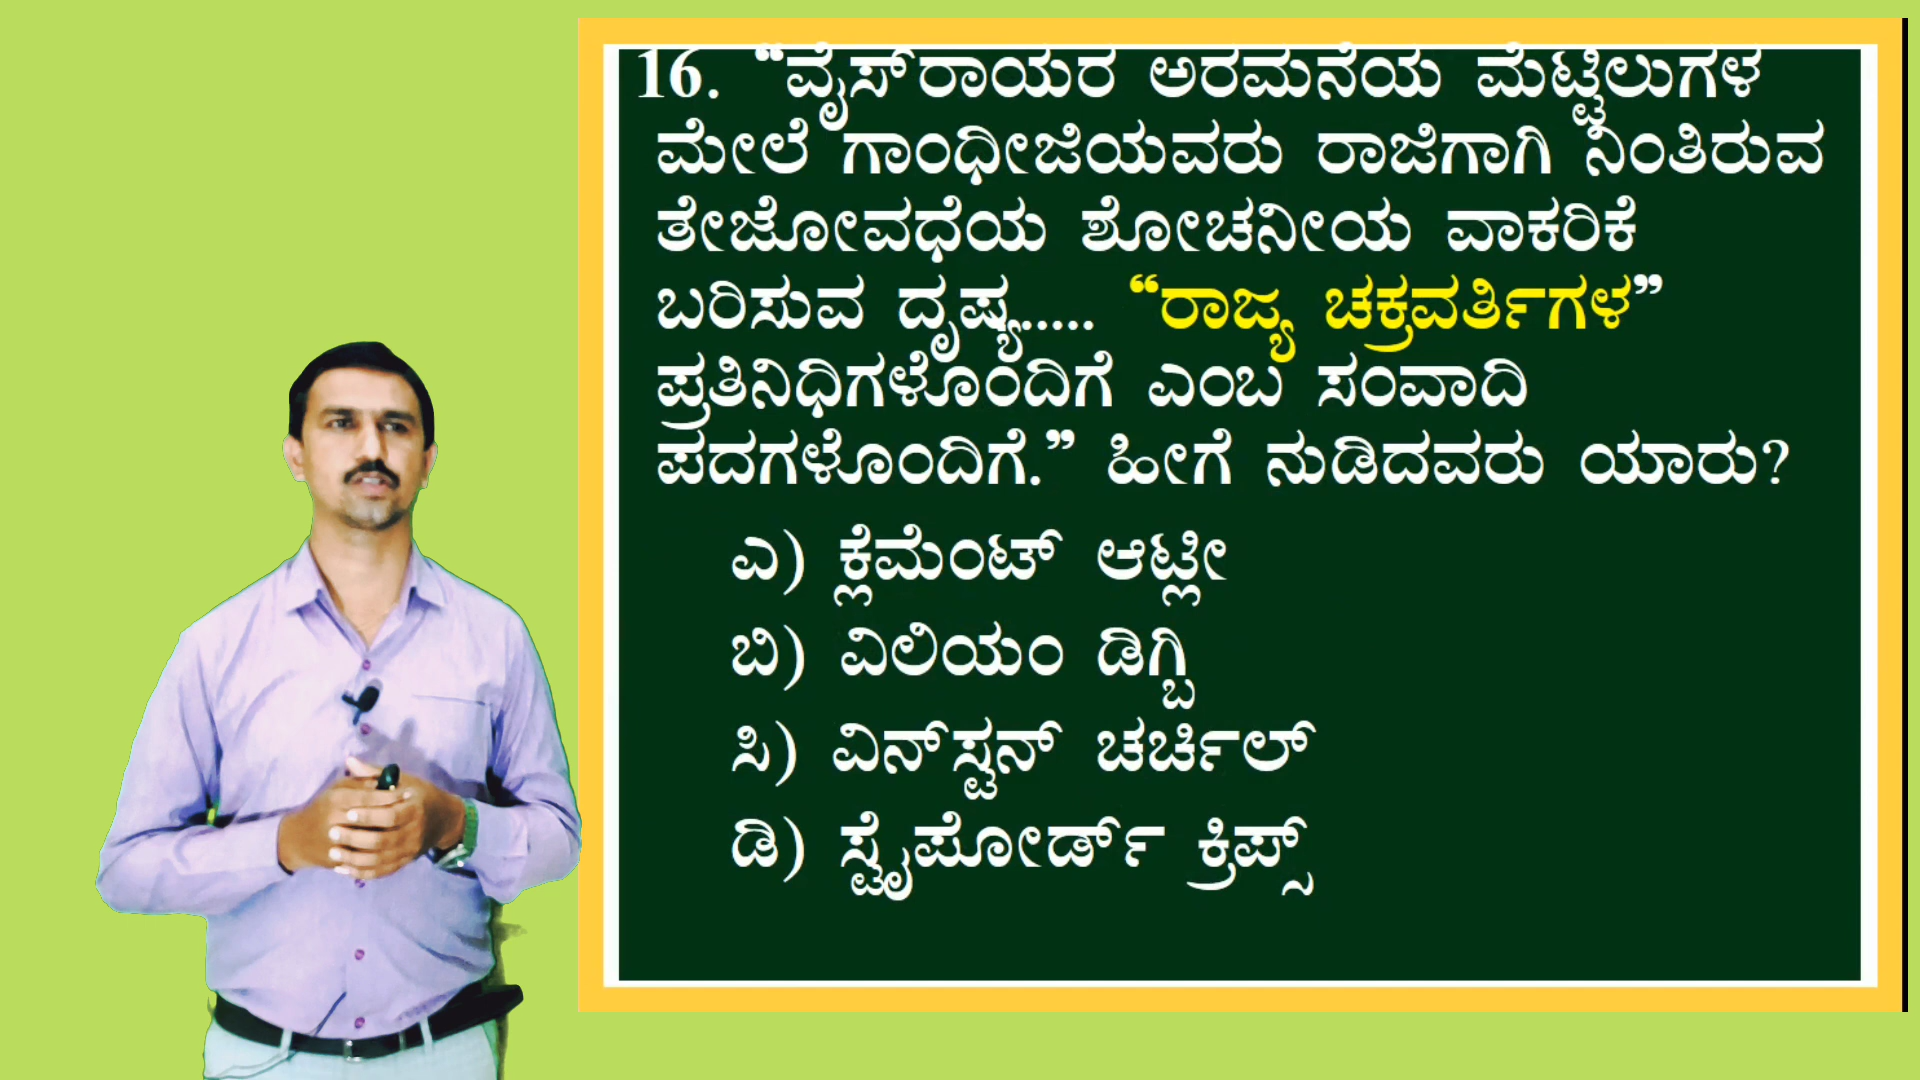 16. “ವೈಸ್‌ರಾಯರ ಅರಮನೆಯ ಮೆಟ್ಟಿಲುಗಳ
ಮೇಲೆ ಗಾಂಧೀಜಿಯವರು ರಾಜಿಗಾಗಿ ನಿಂತಿರುವ
ತೇಜೋವಧೆಯ ಶೋಚನೀಯ ವಾಕರಿಕೆ
ಬರಿಸುವ ದೃಷ್ಯ..... “ರಾಜ್ಯ ಚಕ್ರವರ್ತಿಗಳ”
ಪ್ರತಿನಿಧಿಗಳೊಂದಿಗೆ ಎಂಬ ಸಂವಾದಿ
ಪದಗಳೊಂದಿಗೆ.” ಹೀಗೆ ನುಡಿದವರು ಯಾರು?
ಎ) ಕ್ಲೆಮೆಂಟ್ ಆಟ್ಲೀ
ಬಿ) ವಿಲಿಯಂ ಡಿಗ್ಬಿ
ಸಿ) ವಿನ್‌ಸ್ಟನ್ ಚರ್ಚಿಲ್
ಡಿ) ಸ್ಟೈಪೋರ್ಡ್ ಕ್ರಿಪ್ಸ್